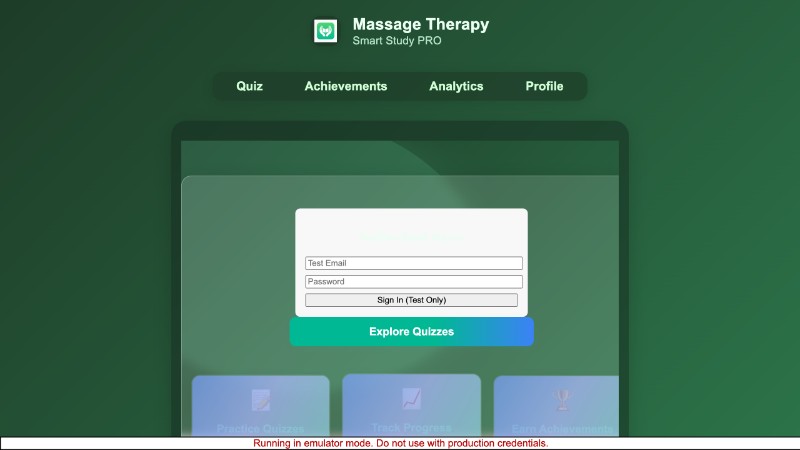 Massage Therapy
Smart Study PRO
Quiz Achievements Analytics Profile
Test Email
Password
Sign In (Test Only)
Explore Quizzes
Practice Quizzes Track Progress Earn Achievements
Running in emulator mode. Do not use with production credentials.